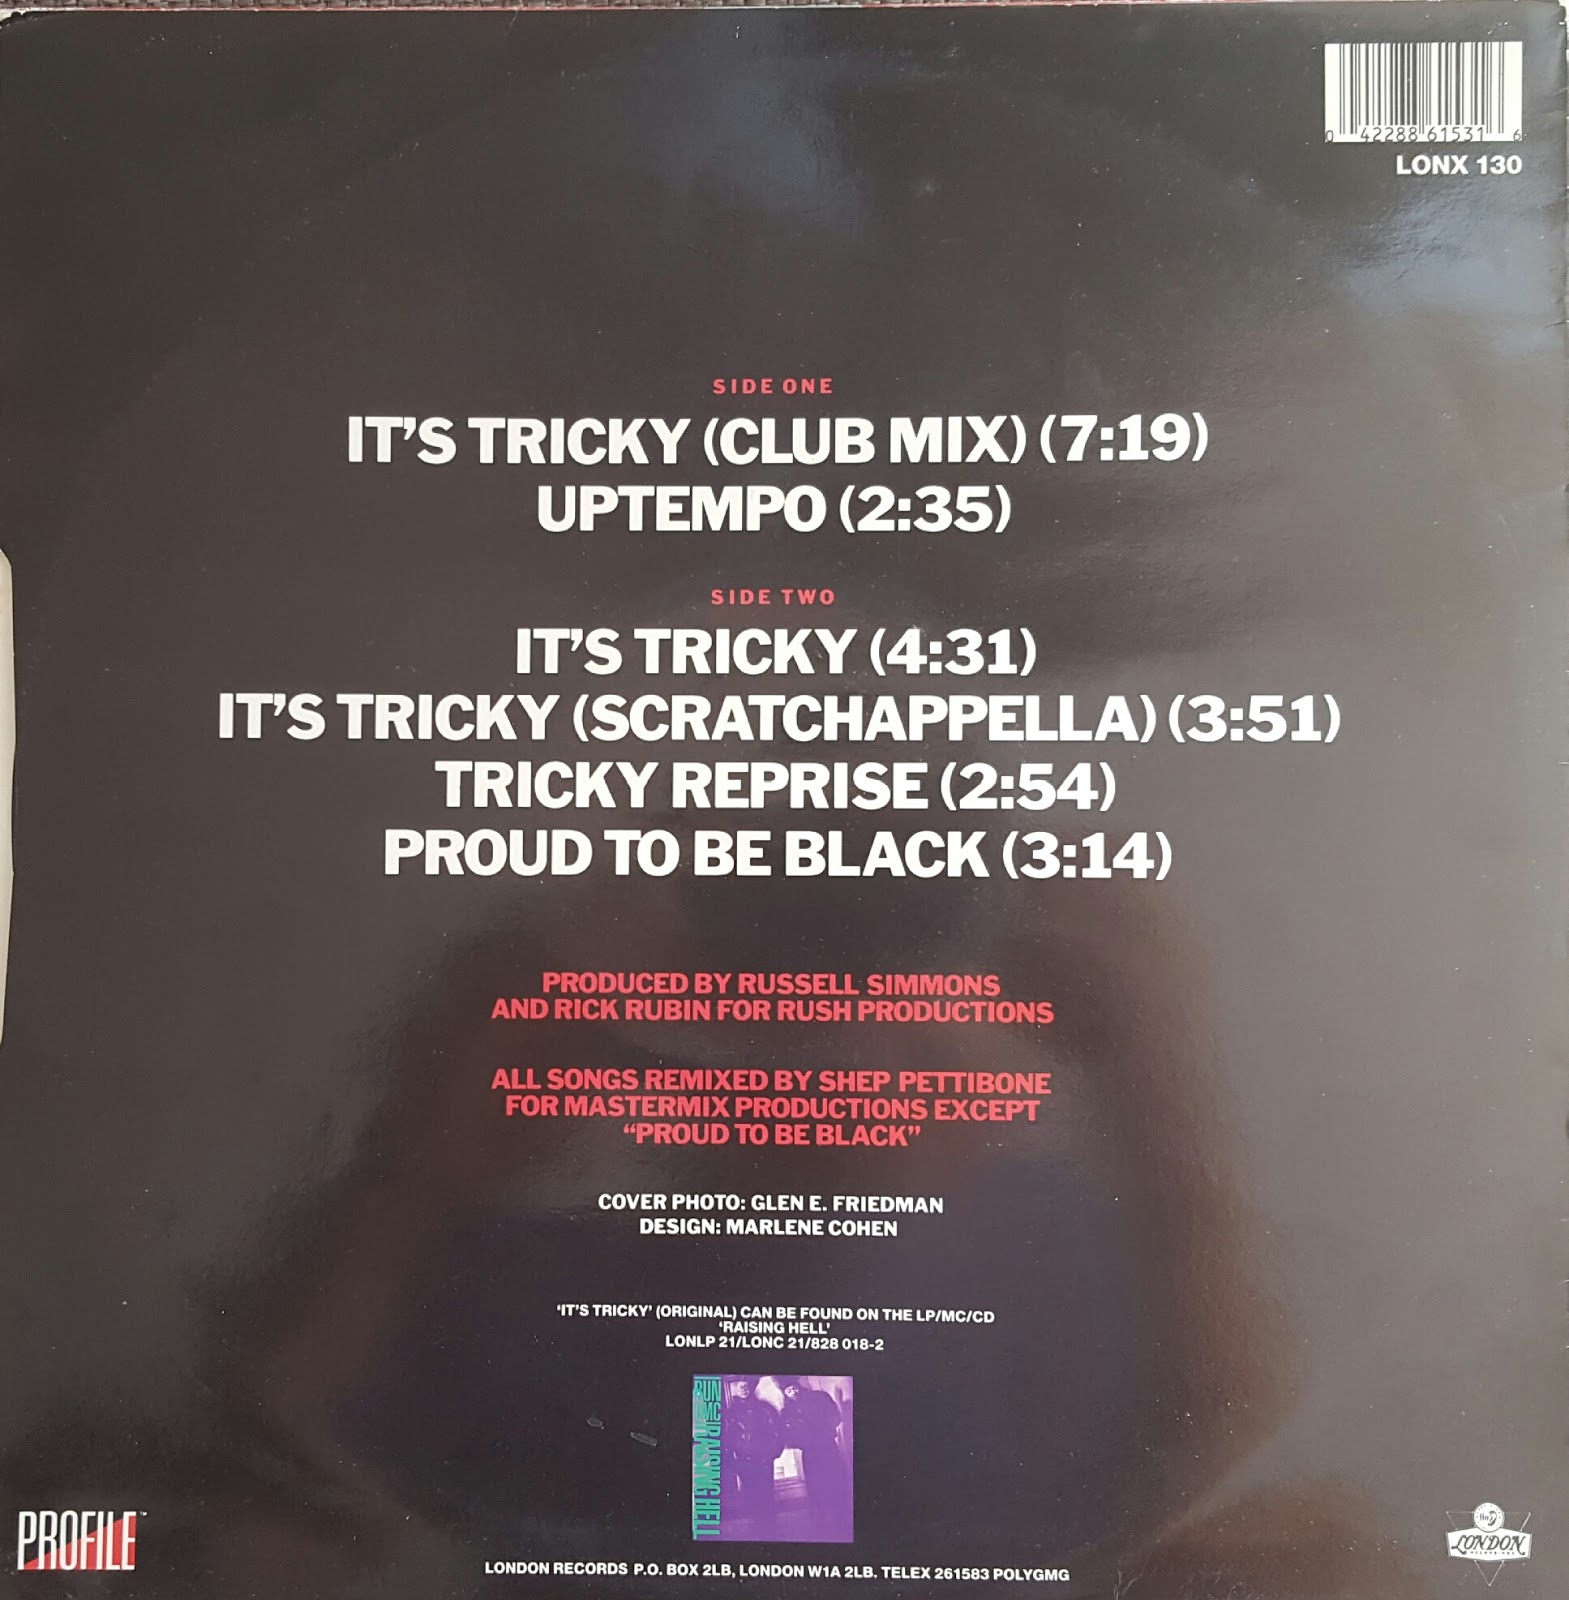 0 42288 61531 6
LONX 130
SIDE ONE
IT'S TRICKY (CLUB MIX) (7:19)
UPTEMPO (2:35)
SIDE TWO
IT'S TRICKY (4:31)
IT'S TRICKY (SCRATCHAPPELLA) (3:51)
TRICKY REPRISE (2:54)
PROUD TO BE BLACK (3:14)
PRODUCED BY RUSSELL SIMMONS
AND RICK RUBIN FOR RUSH PRODUCTIONS
ALL SONGS REMIXED BY SHEP PETTIBONE
FOR MASTERMIX PRODUCTIONS EXCEPT
“PROUD TO BE BLACK”
COVER PHOTO: GLEN E. FRIEDMAN
DESIGN: MARLENE COHEN
‘IT'S TRICKY’ (ORIGINAL) CAN BE FOUND ON THE LP/MC/CD
‘RAISING HELL’
LONLP 21/LONC 21/828 018-2
RUN
DMC
RAISING HELL
PROFILE™
LONDON
LONDON RECORDS P.O. BOX 2LB, LONDON W1A 2LB. TELEX 261583 POLYGMG